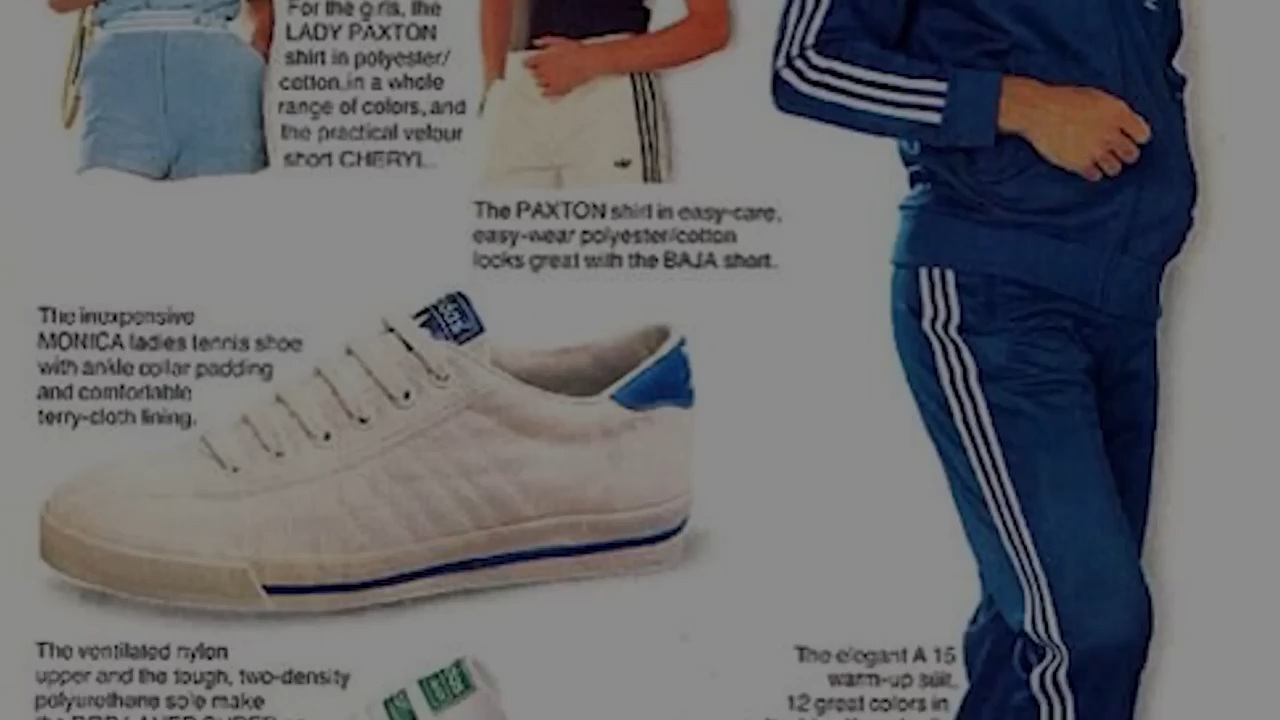 For the girls, the
LADY PAXTON
shirt in polyester/
cotton, in a whole
range of colors, and
the practical velour
short CHERYL.
The PAXTON shirt in easy-care,
easy-wear polyester/cotton
looks great with the BAJA short.
The inexpensive
MONICA ladies tennis shoe
with ankle collar padding
and comfortable
terry-cloth lining.
The ventilated nylon
upper and the tough, two-density
polyurethane sole make
The elegant A 15
warm-up suit.
12 great colors in